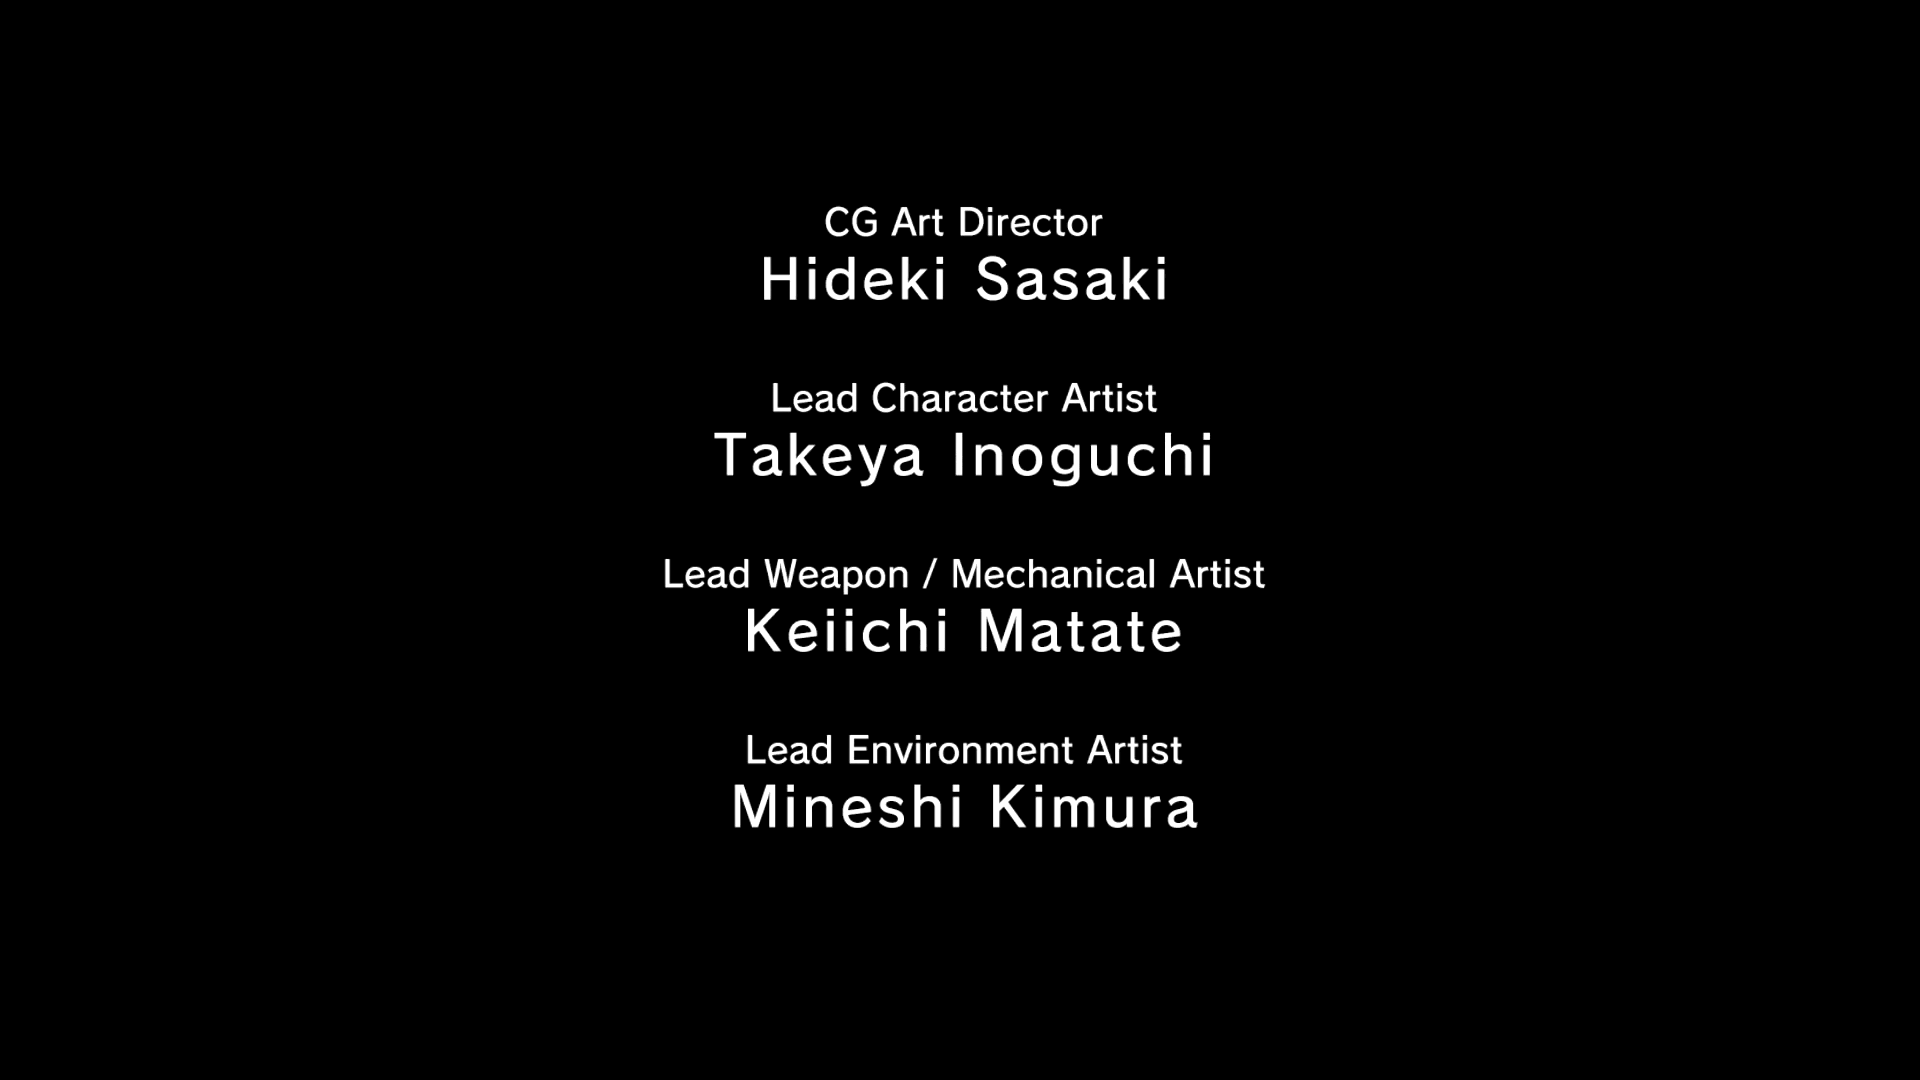 CG Art Director
Hideki Sasaki
Lead Character Artist
Takeya Inoguchi
Lead Weapon / Mechanical Artist
Keiichi Matate
Lead Environment Artist
Mineshi Kimura